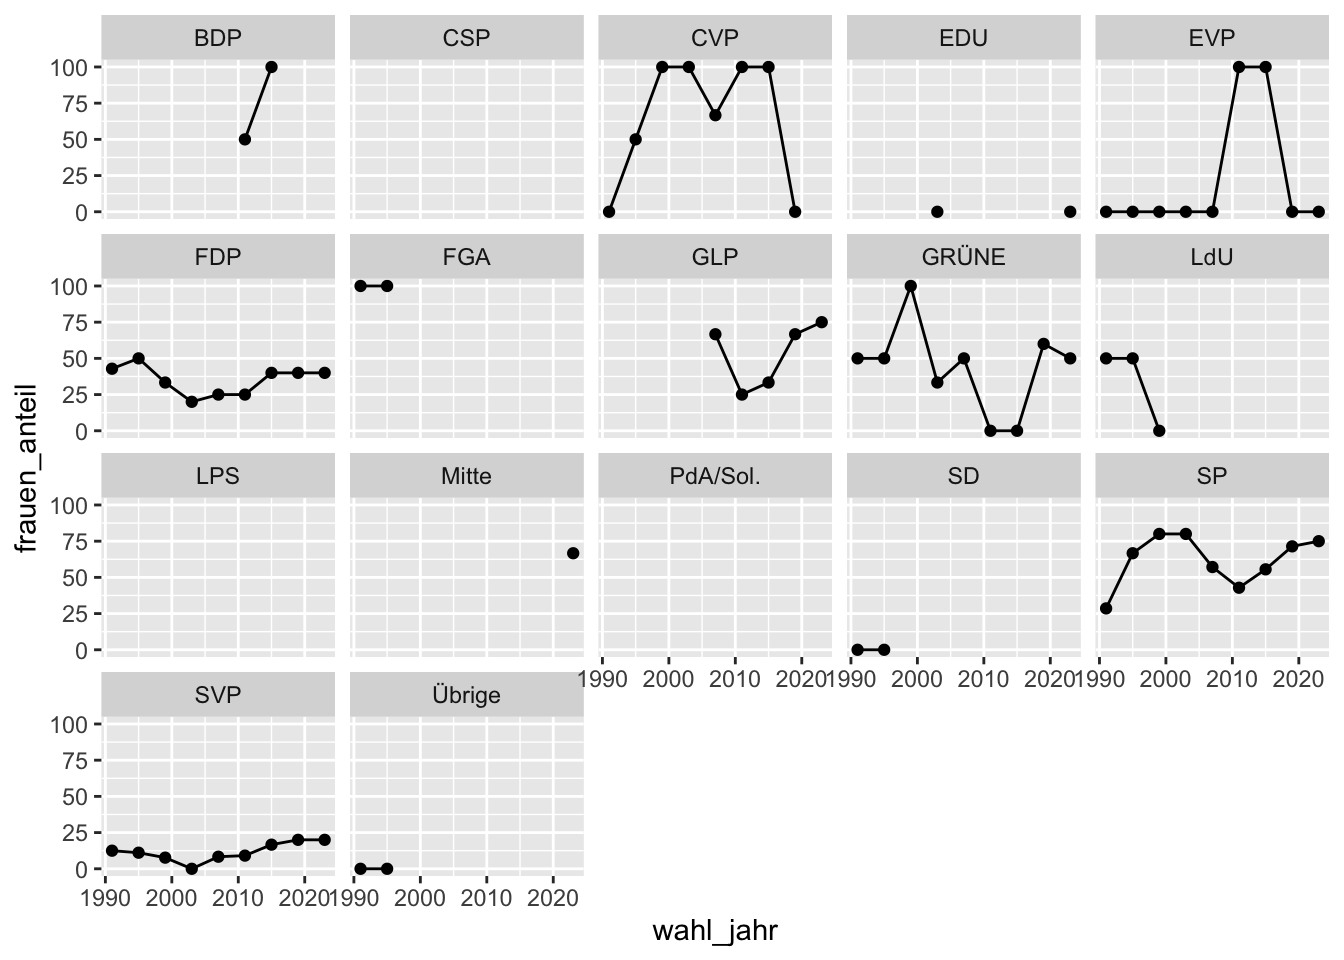 BDP CSP CVP EDU EVP
100
75
50
25
0
FDP FGA GLP GRÜNE LdU
100
75
50
25
0
frauen_anteil
LPS Mitte PdA/Sol. SD SP
100
75
50
25
0
1990 2000 2010 2020 1990 2000 2010 2020 1990 2000 2010 2020
SVP Übrige
100
75
50
25
0
1990 2000 2010 2020 1990 2000 2010 2020
wahl_jahr